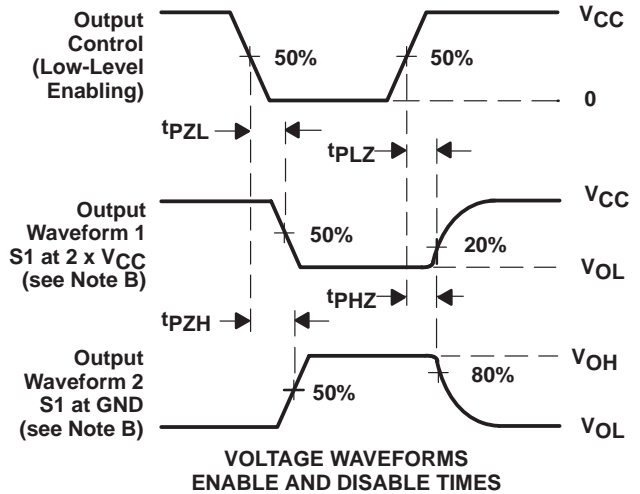 Output
Control
(Low-Level
Enabling)
50%
50%
VCC
0
tPZL
tPLZ
Output
Waveform 1
S1 at 2 x VCC
(see Note B)
50%
20%
VCC
VOL
tPZH
tPHZ
Output
Waveform 2
S1 at GND
(see Note B)
50%
80%
VOH
VOL
VOLTAGE WAVEFORMS
ENABLE AND DISABLE TIMES